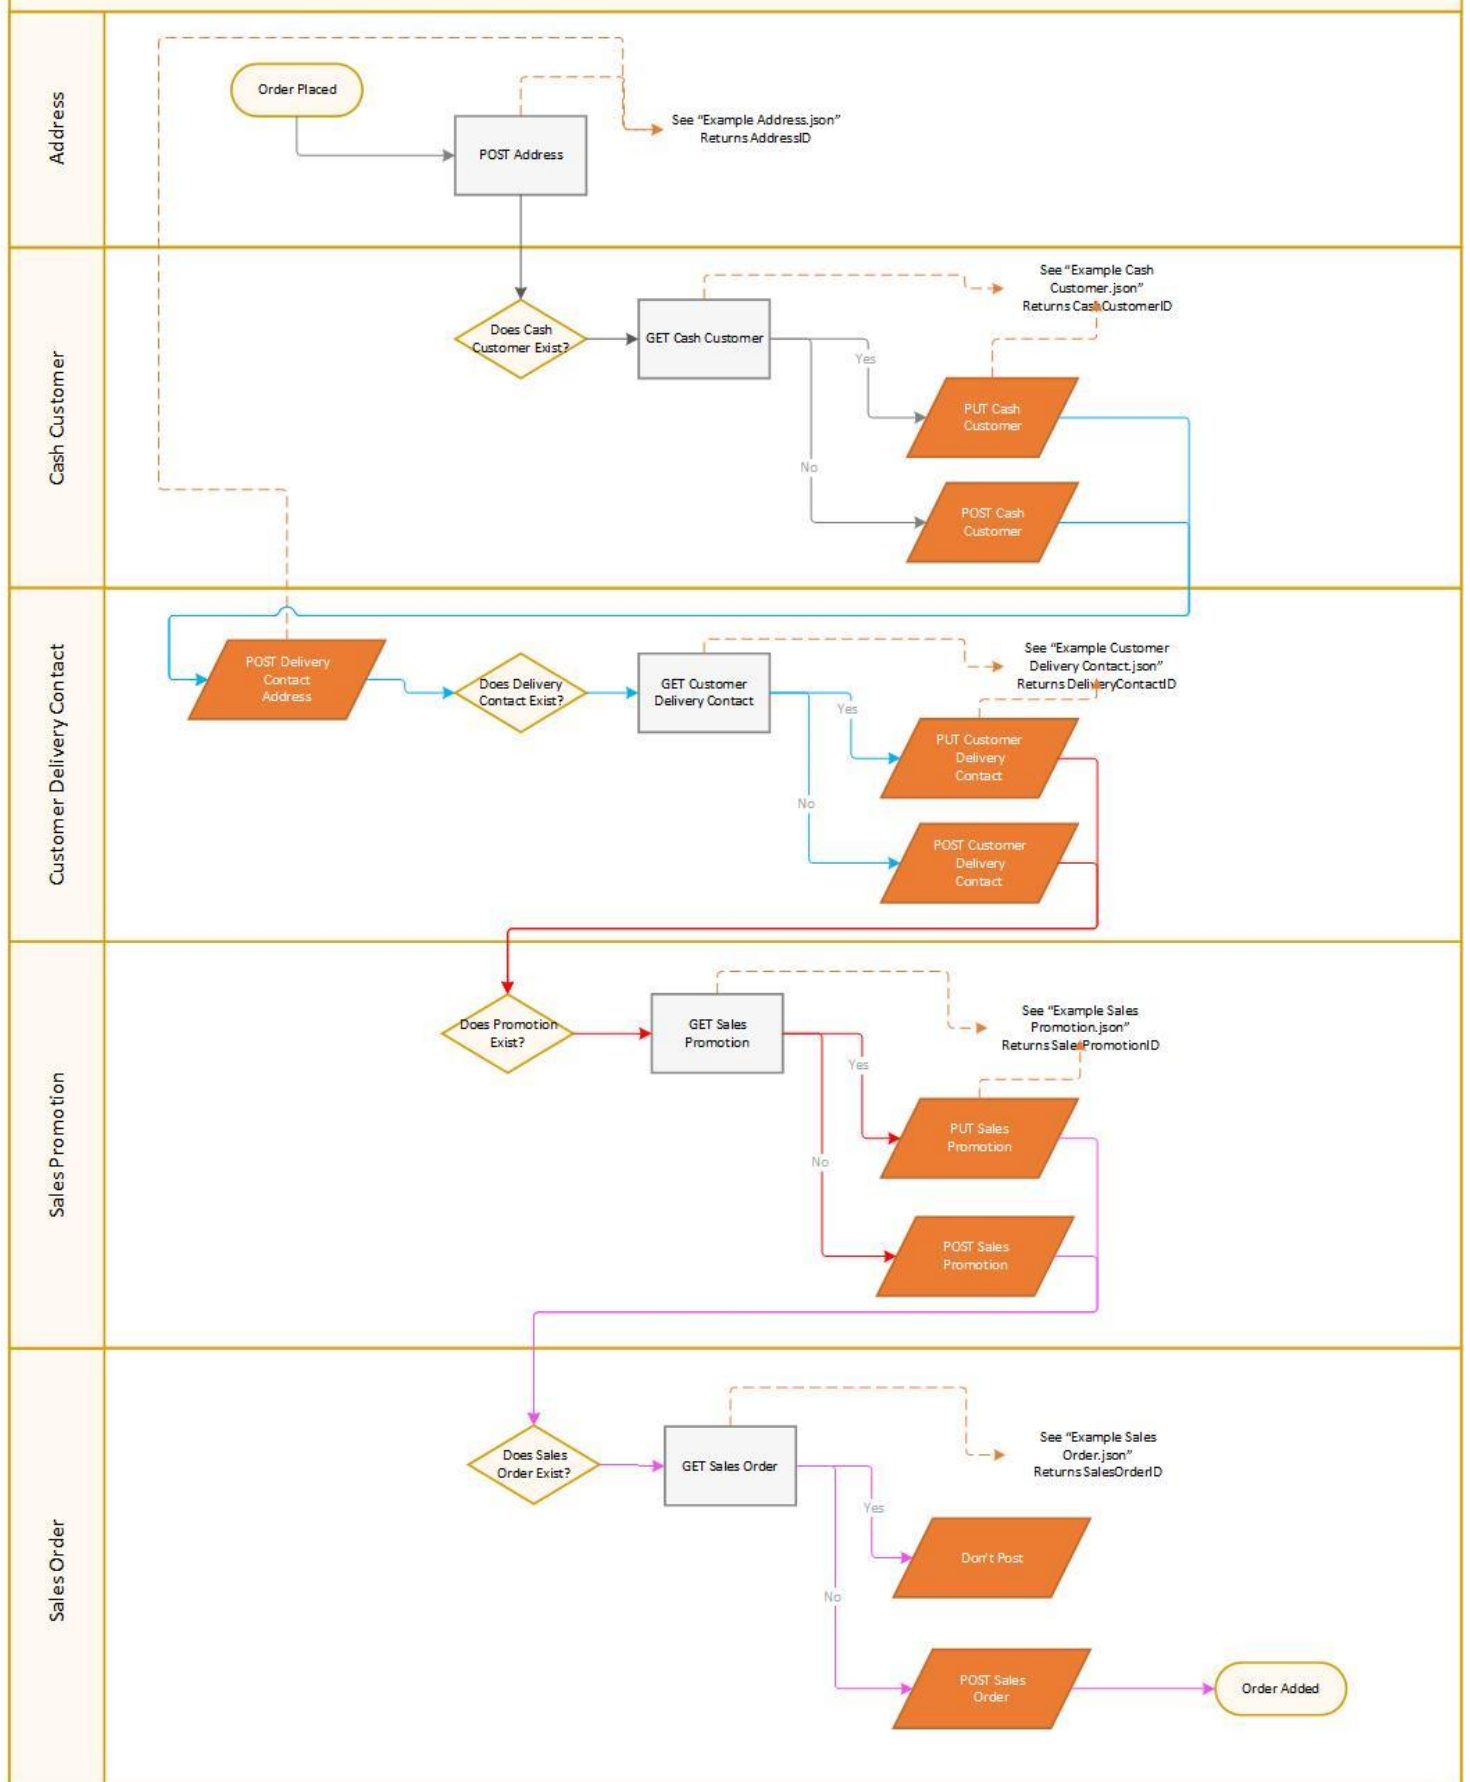 Address
Order Placed
POST Address
See “Example Address.json”
Returns AddressID
Cash Customer
Does Cash
Customer Exist?
GET Cash Customer
See “Example Cash
Customer.json”
Returns CashCustomerID
Yes
PUT Cash
Customer
No
POST Cash
Customer
Customer Delivery Contact
POST Delivery
Contact
Address
Does Delivery
Contact Exist?
GET Customer
Delivery Contact
See “Example Customer
Delivery Contact.json”
Returns DeliveryContactID
Yes
PUT Customer
Delivery
Contact
No
POST Customer
Delivery
Contact
Sales Promotion
Does Promotion
Exist?
GET Sales
Promotion
See “Example Sales
Promotion.json”
Returns SalesPromotionID
Yes
PUT Sales
Promotion
No
POST Sales
Promotion
Sales Order
Does Sales
Order Exist?
GET Sales Order
See “Example Sales
Order.json”
Returns SalesOrderID
Yes
Don’t Post
No
POST Sales
Order
Order Added